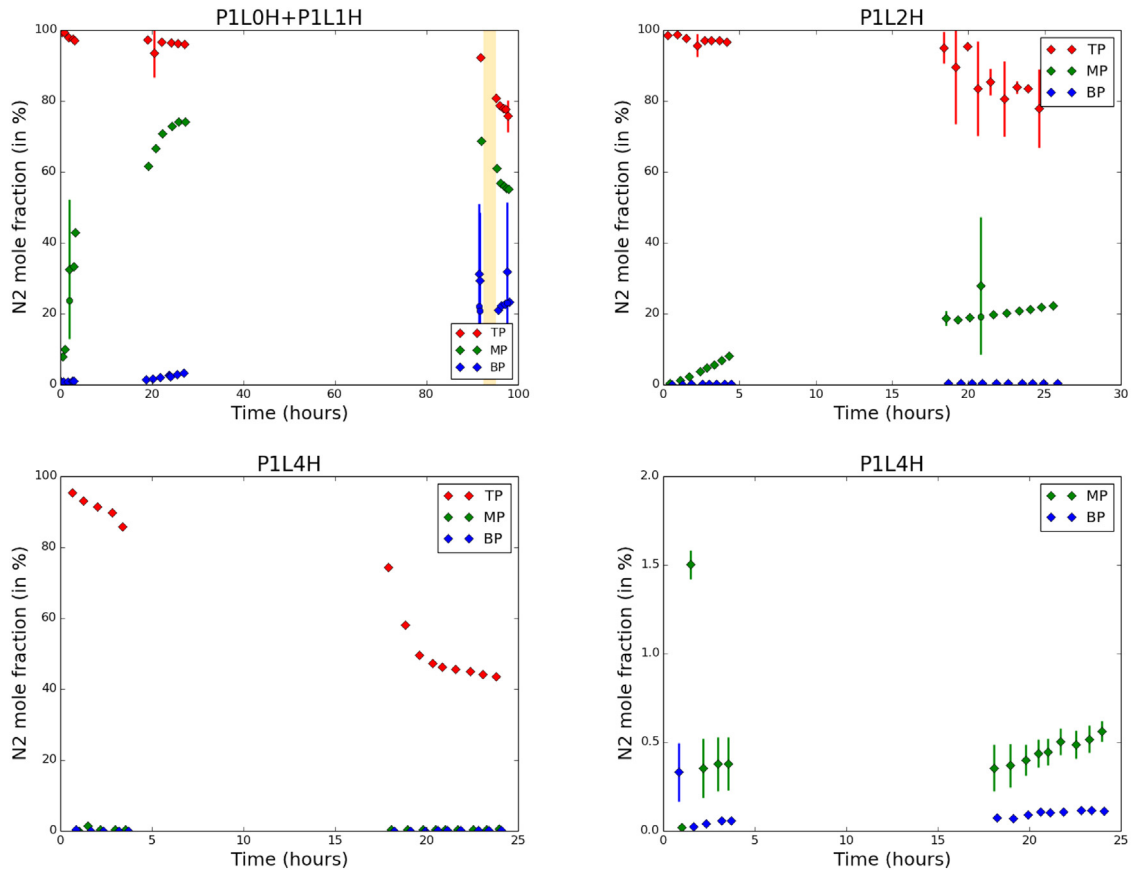 P1L0H+P1L1H
N2 mole fraction (in %)
100
80
60
40
20
0
TP
MP
BP
0 20 40 60 80 100
Time (hours)
P1L2H
N2 mole fraction (in %)
100
80
60
40
20
0
TP
MP
BP
0 5 10 15 20 25 30
Time (hours)
P1L4H
N2 mole fraction (in %)
100
80
60
40
20
0
TP
MP
BP
0 5 10 15 20 25
Time (hours)
P1L4H
N2 mole fraction (in %)
2.0
1.5
1.0
0.5
0.0
MP
BP
0 5 10 15 20 25
Time (hours)